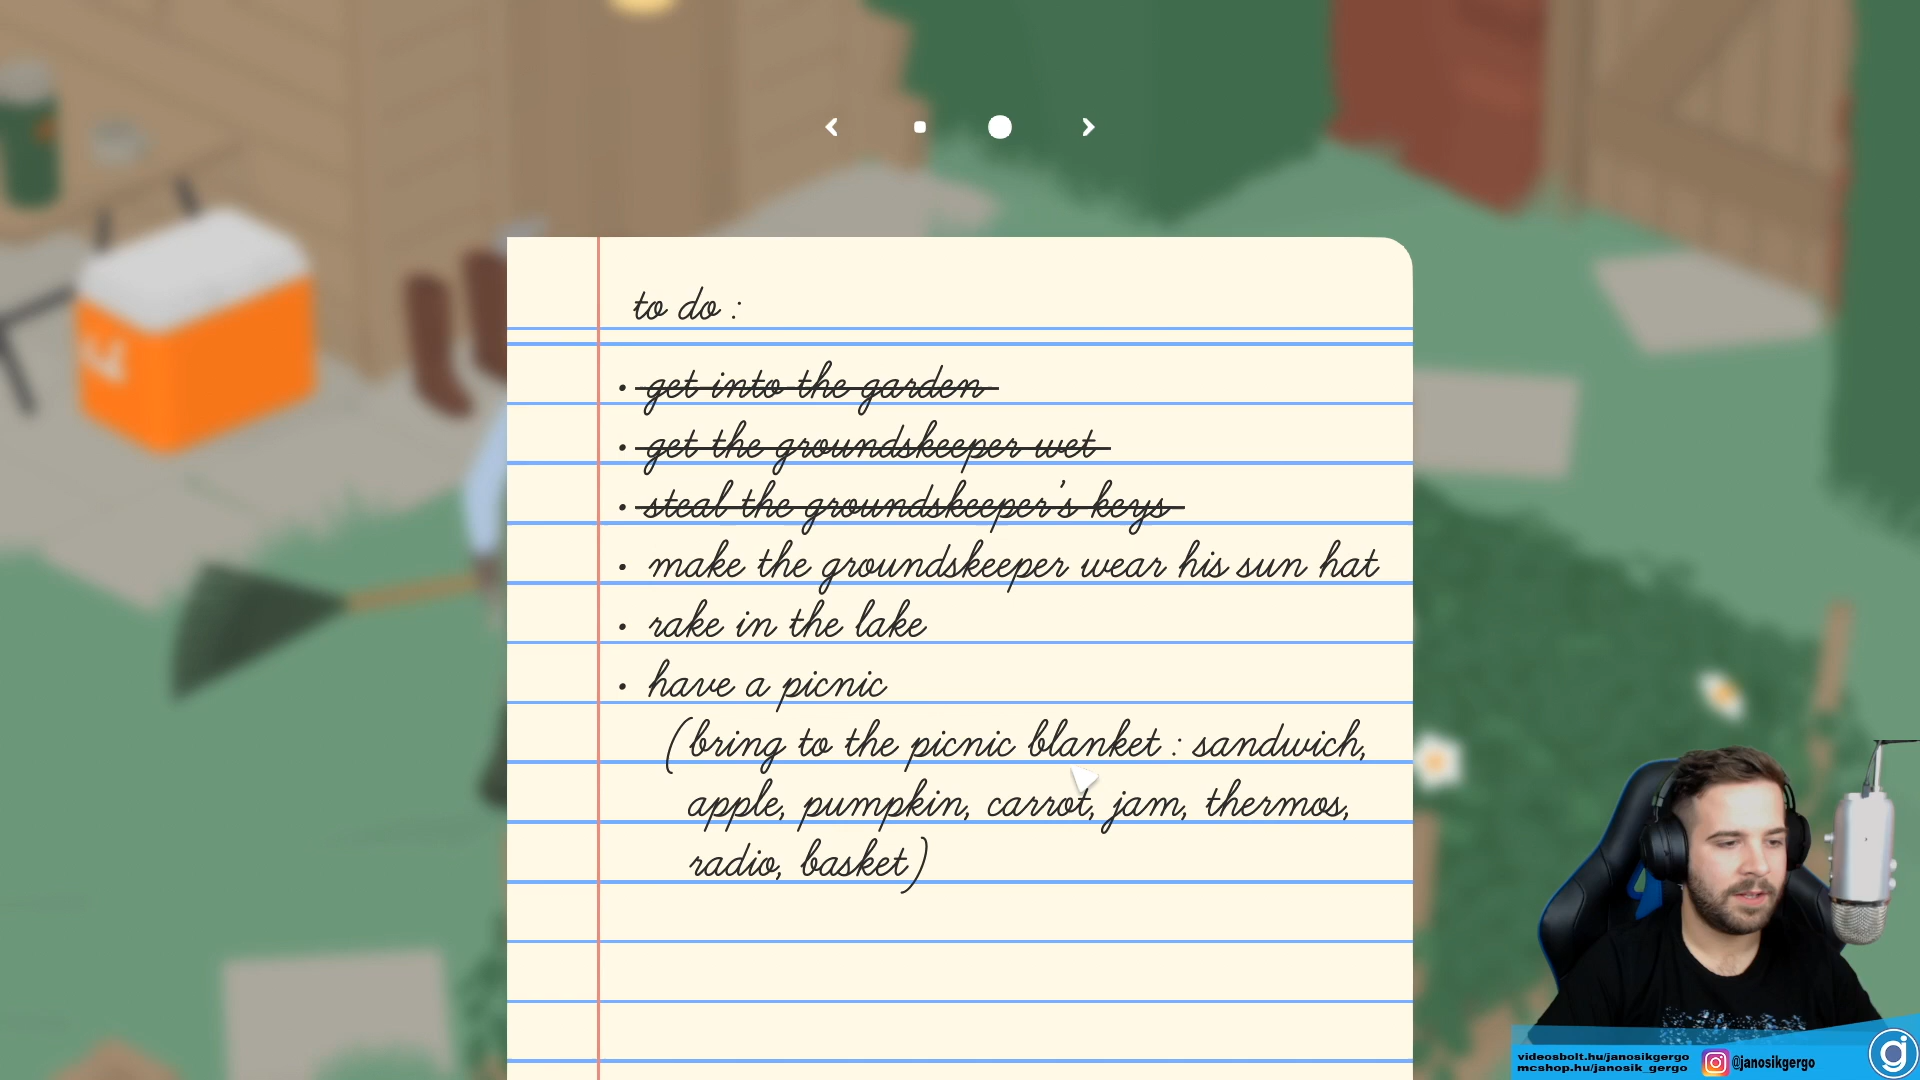 to do :
• get into the garden
• get the groundskeeper wet
• steal the groundskeeper's keys
• make the groundskeeper wear his sun hat
• rake in the lake
• have a picnic
(bring to the picnic blanket : sandwich,
apple, pumpkin, carrot, jam, thermos,
radio, basket)
videosbolt.hu/janosikgergo
mcshop.hu/janosik_gergo
@janosikgergo